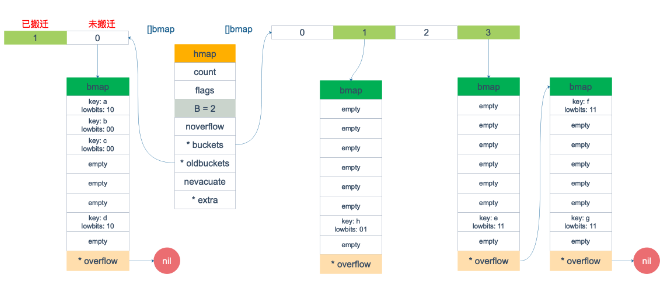 已搬迁
未搬迁
1
0
[]bmap
[]bmap
0
1
2
3
hmap
count
flags
B = 2
noverflow
* buckets
* oldbuckets
nevacuate
* extra
bmap
key: a
lowbits: 10
key: b
lowbits: 00
key: c
lowbits: 00
empty
empty
empty
key: d
lowbits: 10
empty
* overflow
nil
bmap
empty
empty
empty
empty
empty
empty
key: h
lowbits: 01
empty
* overflow
bmap
empty
empty
empty
empty
empty
empty
key: e
lowbits: 11
empty
* overflow
bmap
key: f
lowbits: 11
empty
empty
empty
empty
empty
key: g
lowbits: 11
empty
* overflow
nil